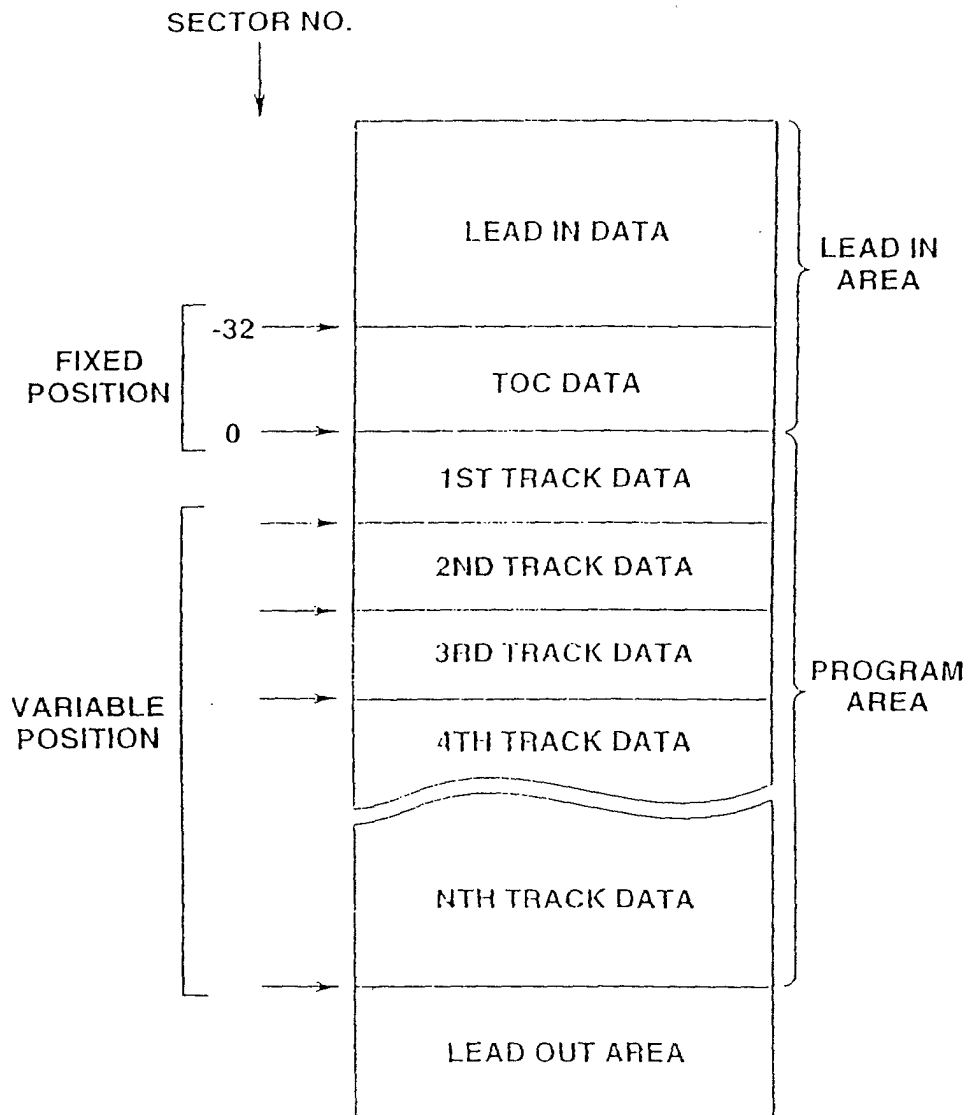 SECTOR NO.
LEAD IN DATA
LEAD IN
AREA
-32
FIXED
POSITION
TOC DATA
0
1ST TRACK DATA
2ND TRACK DATA
3RD TRACK DATA
PROGRAM
AREA
VARIABLE
POSITION
4TH TRACK DATA
NTH TRACK DATA
LEAD OUT AREA